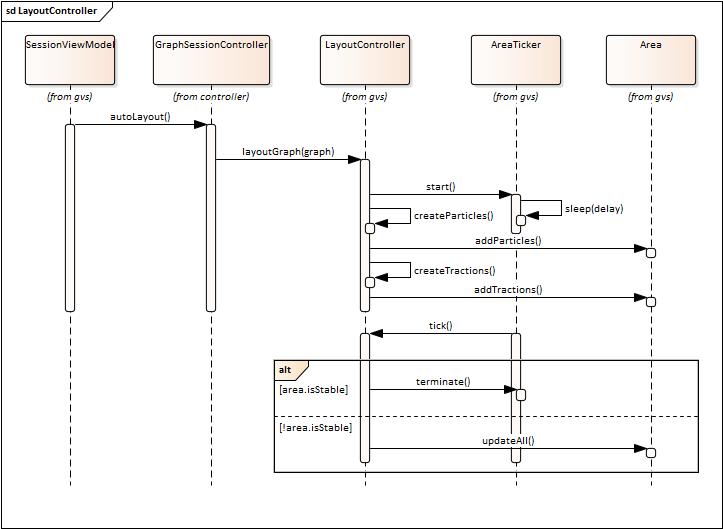 sd LayoutController
SessionViewModel
GraphSessionController
LayoutController
AreaTicker
Area
(from gvs)
(from controller)
(from gvs)
(from gvs)
(from gvs)
autoLayout()
layoutGraph(graph)
start()
sleep(delay)
createParticles()
addParticles()
createTractions()
addTractions()
tick()
alt
[area.isStable]
terminate()
[!area.isStable]
updateAll()